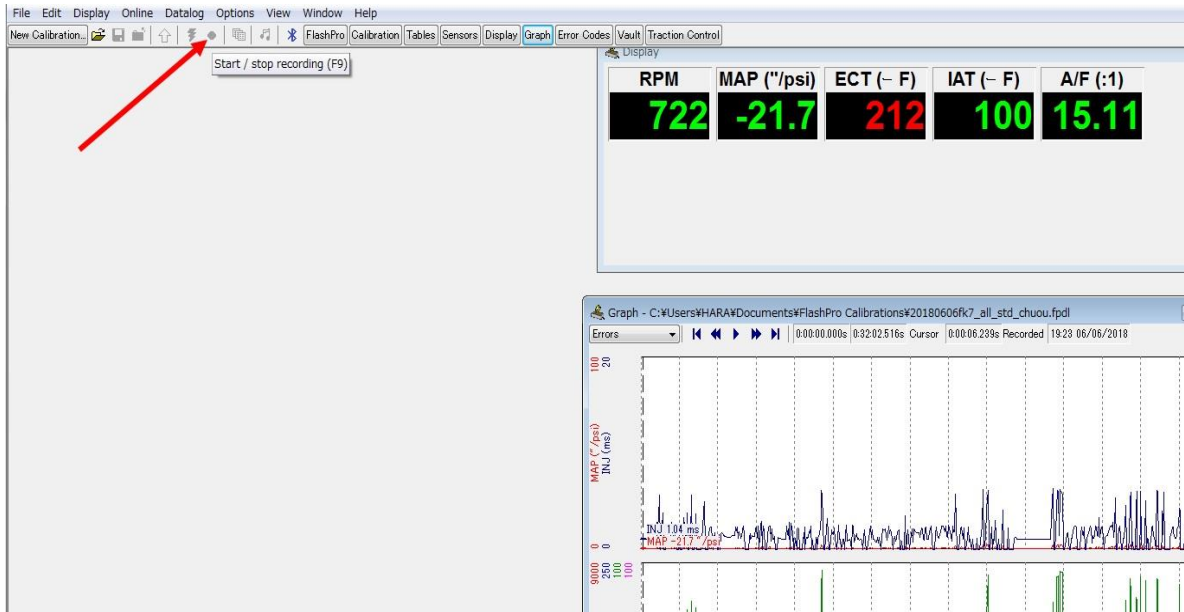 File Edit Display Online Datalog Options View Window Help
New Calibration... FlashPro Calibration Tables Sensors Display Graph Error Codes Vault Traction Control
Start / stop recording (F9)
Display
RPM MAP ("/psi) ECT (– F) IAT (– F) A/F (:1)
722 -21.7 212 100 15.11
Graph - C:¥Users¥HARA¥Documents¥FlashPro Calibrations¥20180606fk7_all_std_chuou.fpdl
Errors 0:00:00.000s 0:32:02.516s Cursor 0:00:06.239s Recorded 19:23 06/06/2018
100
20
MAP ("/psi)
INJ (ms)
INJ 1.04 ms
MAP -21.7 "/psi
0
0
9000
250
100
100